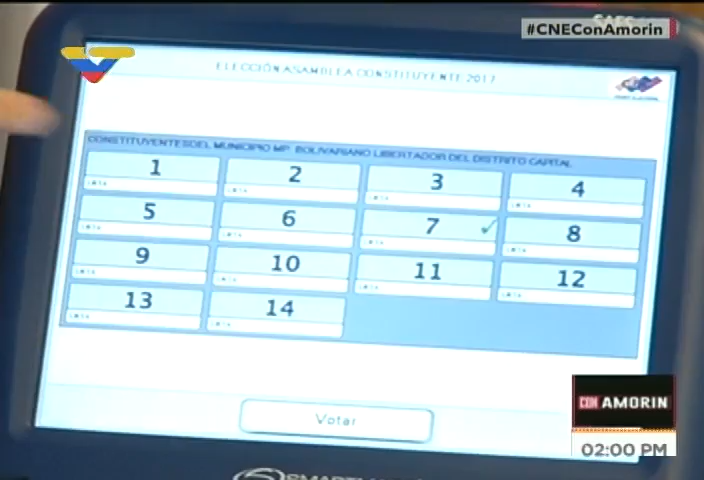 #CNEConAmorin
ELECCIÓN ASAMBLEA CONSTITUYENTE 2017
CONSTITUYENTES DEL MUNICIPIO MP. BOLIVARIANO LIBERTADOR DEL DISTRITO CAPITAL
1 2 3 4
5 6 7 8
9 10 11 12
13 14
Votar
CON AMORIN
02:00 PM